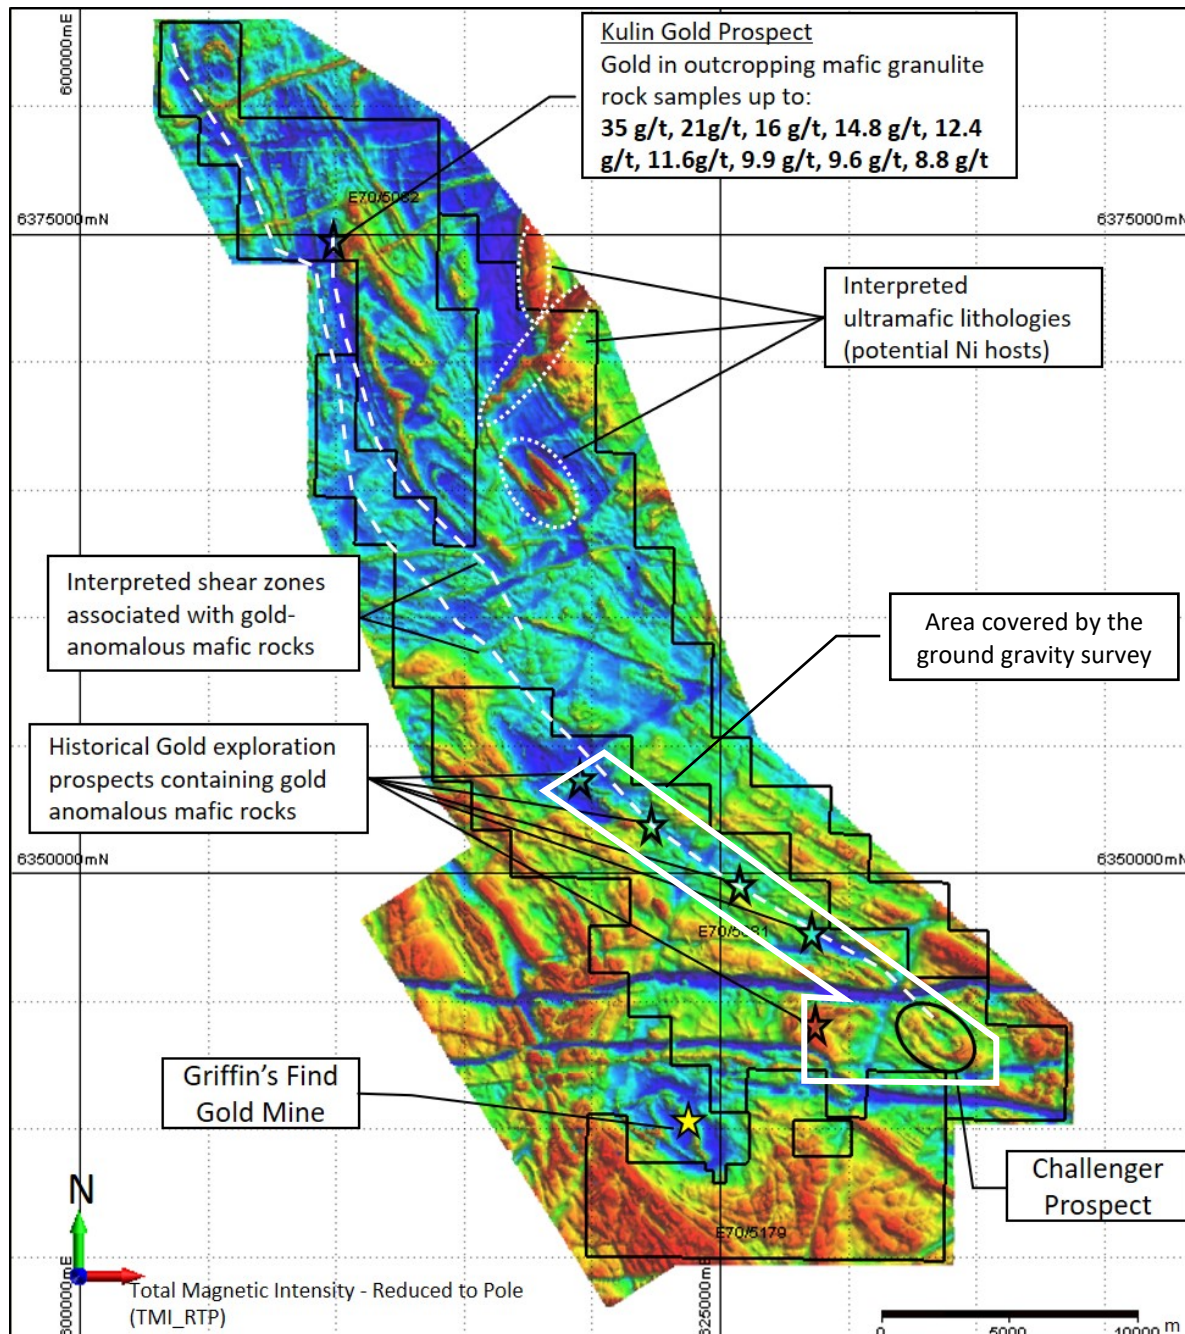 600000mE
Kulin Gold Prospect
Gold in outcropping mafic granulite
rock samples up to:
35 g/t, 21g/t, 16 g/t, 14.8 g/t, 12.4
g/t, 11.6g/t, 9.9 g/t, 9.6 g/t, 8.8 g/t
E70/5082
6375000mN
6375000mN
Interpreted
ultramafic lithologies
(potential Ni hosts)
Interpreted shear zones
associated with gold-
anomalous mafic rocks
Area covered by the
ground gravity survey
Historical Gold exploration
prospects containing gold
anomalous mafic rocks
6350000mN
6350000mN
E70/5081
Griffin's Find
Gold Mine
Challenger
Prospect
N
E70/5179
600000mE
625000mE
Total Magnetic Intensity - Reduced to Pole
(TMI_RTP)
0 5000 10000 m